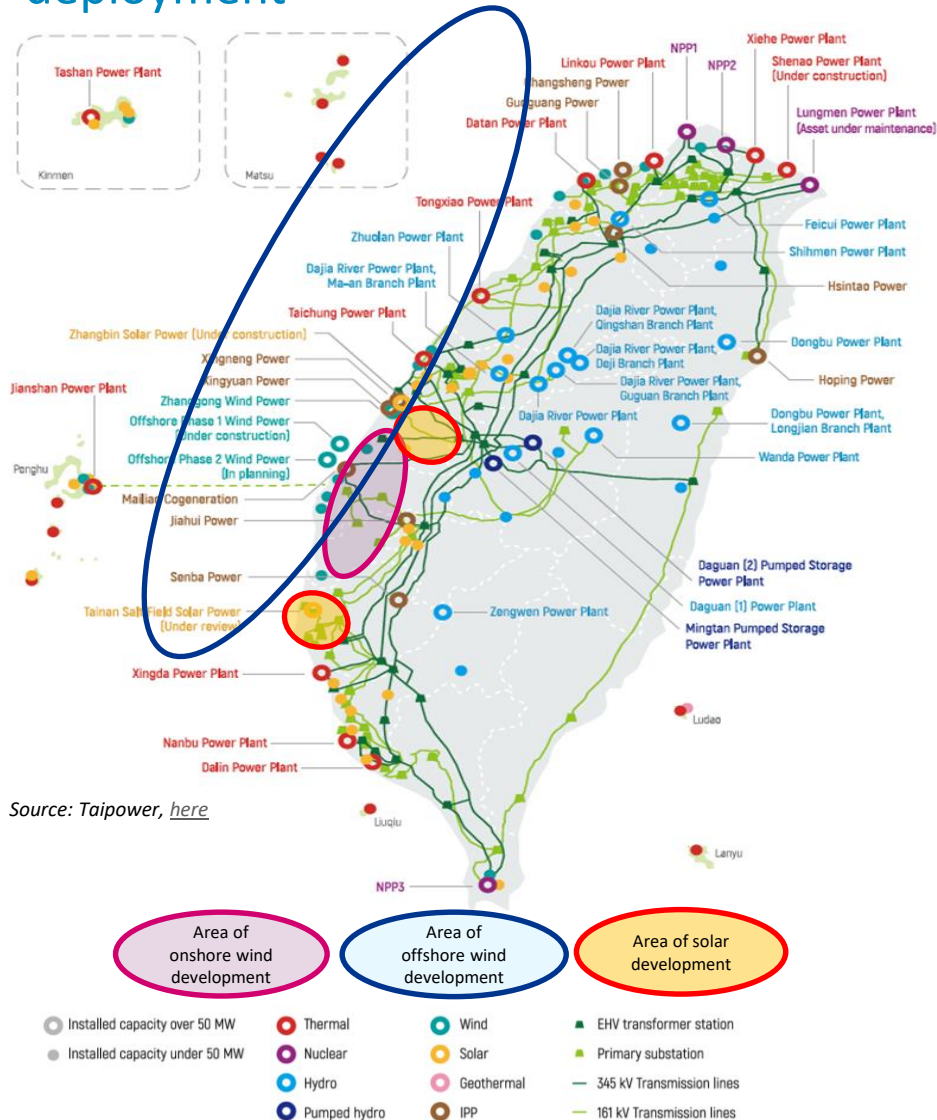 deployment
Xiehe Power Plant
NPP1
Linkou Power Plant
NPP2
Shenao Power Plant
(Under construction)
Tashan Power Plant
Changsheng Power
Guoguang Power
Datan Power Plant
Lungmen Power Plant
(Asset under maintenance)
Kinmen
Matsu
Tongxiao Power Plant
Zhuolan Power Plant
Feicui Power Plant
Shihmen Power Plant
Dajia River Power Plant,
Ma-an Branch Plant
Hsintao Power
Taichung Power Plant
Dajia River Power Plant,
Qingshan Branch Plant
Zhangbin Solar Power (Under construction)
Dongbu Power Plant
Dajia River Power Plant,
Deji Branch Plant
Xingneng Power
Jianshan Power Plant
Xingyuan Power
Hoping Power
Dajia River Power Plant,
Guguan Branch Plant
Zhanggong Wind Power
Dajia River Power Plant
Dongbu Power Plant,
Longjian Branch Plant
Offshore Phase 1 Wind Power
(Under construction)
Wanda Power Plant
Offshore Phase 2 Wind Power
(In planning)
Penghu
Mailiao Cogeneration
Jiahui Power
Daguan (2) Pumped Storage
Power Plant
Senba Power
Daguan (1) Power Plant
Tainan Salt Field Solar Power
(Under review)
Zengwen Power Plant
Mingtan Pumped Storage
Power Plant
Xingda Power Plant
Ludao
Nanbu Power Plant
Dalin Power Plant
Source: Taipower, here
Liuqiu
Lanyu
NPP3
Area of
onshore wind
development
Area of
offshore wind
development
Area of solar
development
Installed capacity over 50 MW
Installed capacity under 50 MW
Thermal
Nuclear
Hydro
Pumped hydro
Wind
Solar
Geothermal
IPP
EHV transformer station
Primary substation
345 kV Transmission lines
161 kV Transmission lines